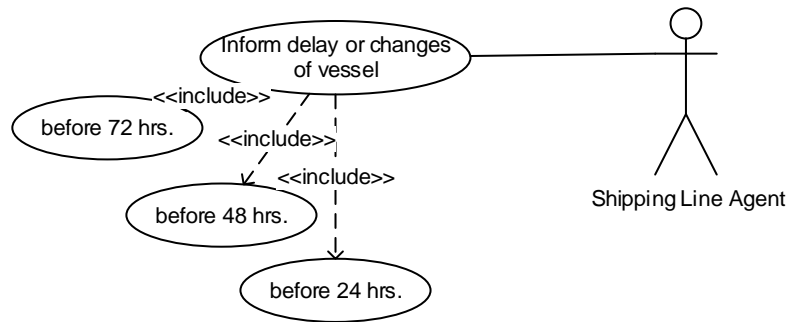 Inform delay or changes
of vessel
<<include>>
before 72 hrs.
<<include>>
<<include>>
Shipping Line Agent
before 48 hrs.
before 24 hrs.